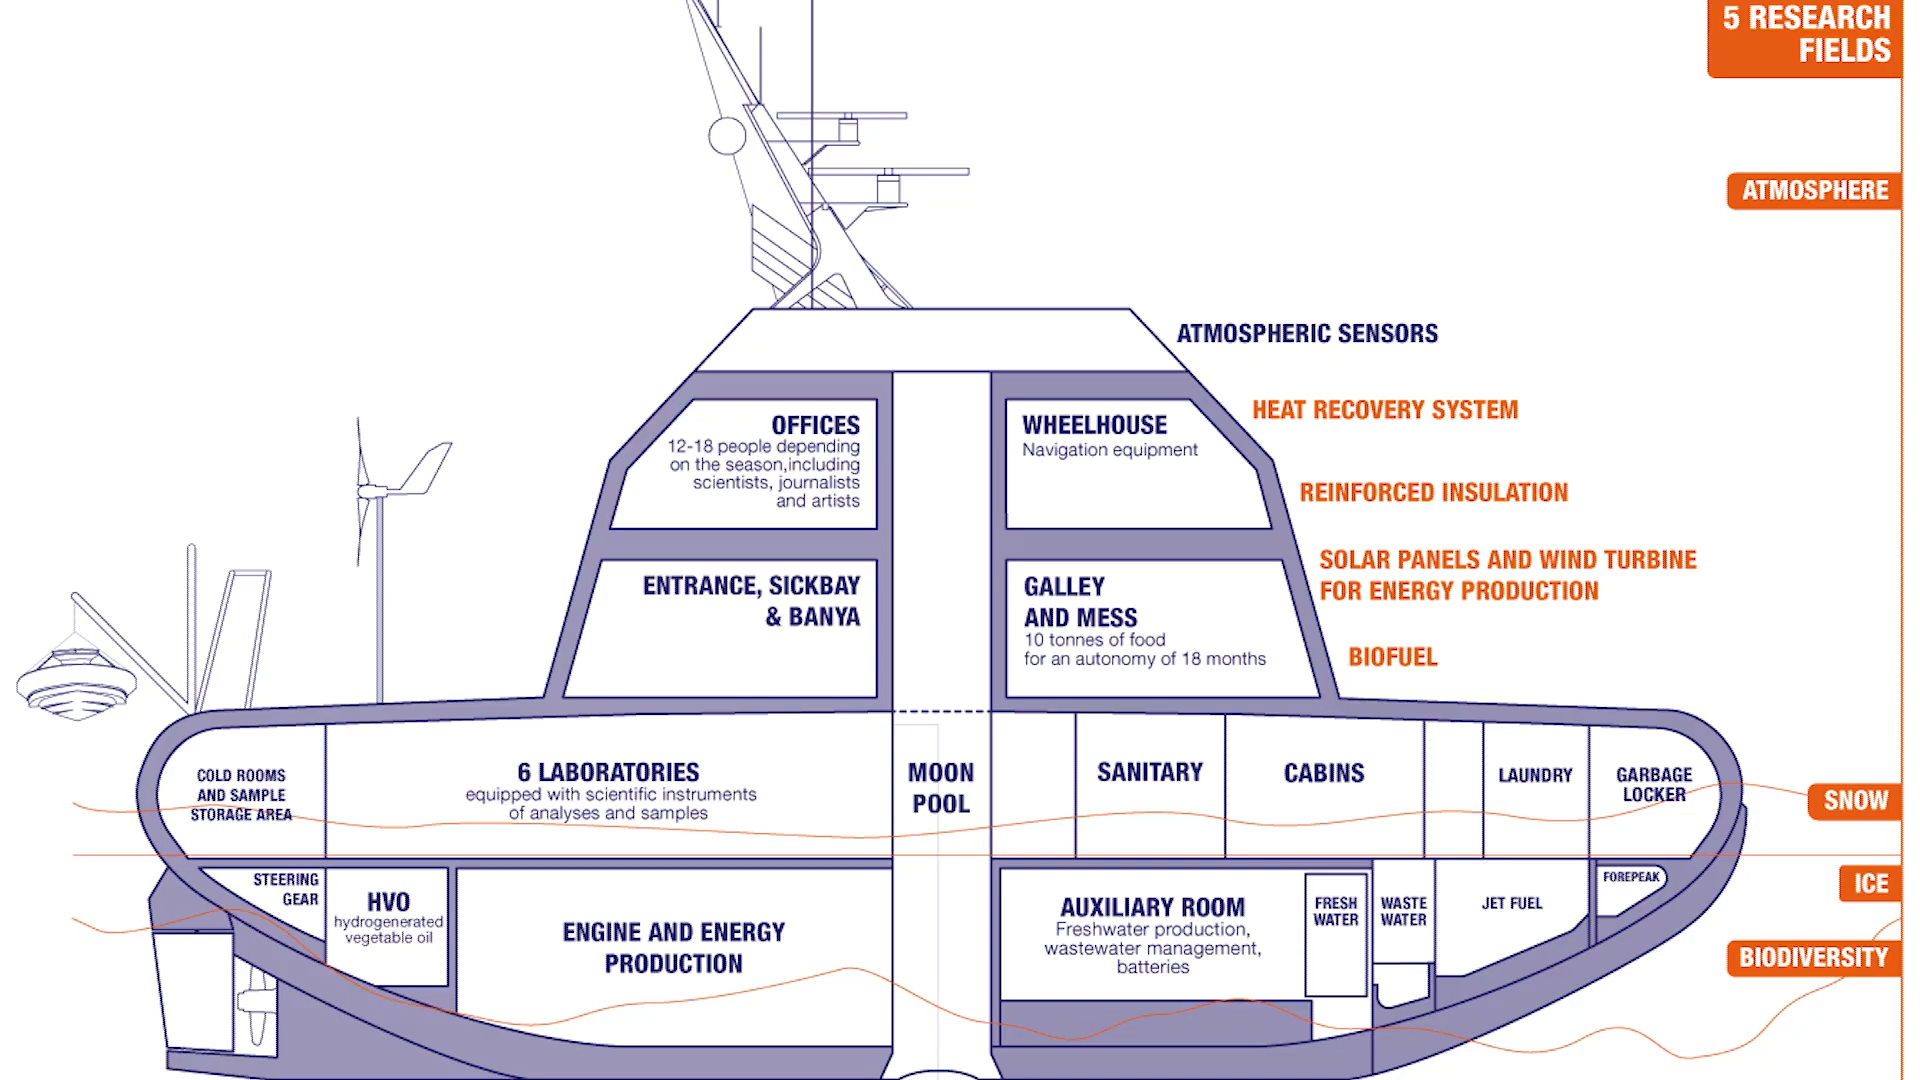 5 RESEARCH
FIELDS
ATMOSPHERE
ATMOSPHERIC SENSORS
HEAT RECOVERY SYSTEM
OFFICES
12-18 people depending
on the season,including
scientists, journalists
and artists
WHEELHOUSE
Navigation equipment
REINFORCED INSULATION
SOLAR PANELS AND WIND TURBINE
FOR ENERGY PRODUCTION
ENTRANCE, SICKBAY
& BANYA
GALLEY
AND MESS
10 tonnes of food
for an autonomy of 18 months
BIOFUEL
COLD ROOMS
AND SAMPLE
STORAGE AREA
6 LABORATORIES
equipped with scientific instruments
of analyses and samples
MOON
POOL
SANITARY
CABINS
LAUNDRY
GARBAGE
LOCKER
SNOW
STEERING
GEAR
HVO
hydrogenerated
vegetable oil
ENGINE AND ENERGY
PRODUCTION
AUXILIARY ROOM
Freshwater production,
wastewater management,
batteries
FRESH
WATER
WASTE
WATER
JET FUEL
FOREPEAK
ICE
BIODIVERSITY